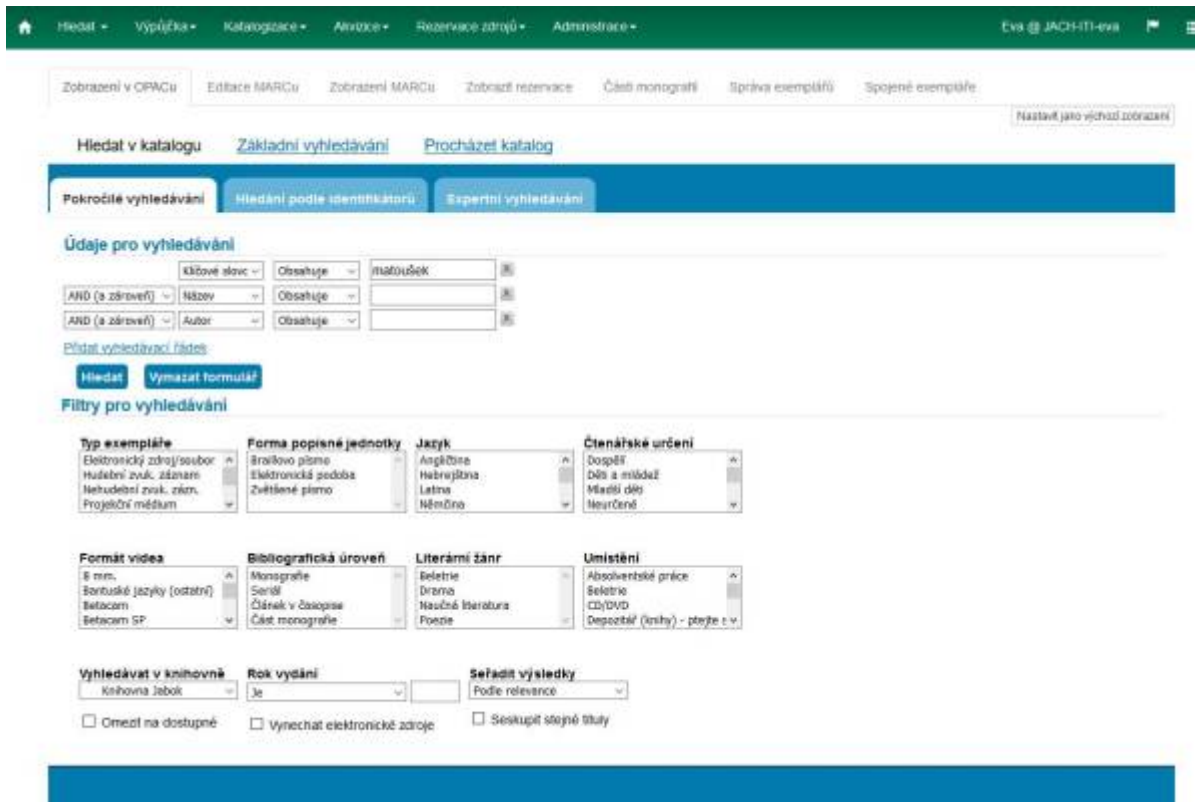 Hledat Výpůjčka Katalogizace Akvizice Rezervace zdrojů Administrace Eva @ JACH-ITI-eva
Zobrazení v OPACu Editace MARCu Zobrazení MARCu Zobrazit rezervace Části monografií Správa exemplářů Spojené exempláře
Nastavit jako výchozí zobrazení
Hledat v katalogu Základní vyhledávání Procházet katalog
Pokročilé vyhledávání Hledání podle identifikátorů Expertní vyhledávání
Údaje pro vyhledávání
Klíčové slovc Obsahuje matoušek
AND (a zároveň) Název Obsahuje
AND (a zároveň) Autor Obsahuje
Přidat vyhledávací řádek
Hledat Vymazat formulář
Filtry pro vyhledávání
Typ exempláře Forma popisné jednotky Jazyk Čtenářské určení
Elektronický zdroj/soubor Braillovo písmo Angličtina Dospělí
Hudební zvuk. záznam Elektronická podoba Hebrejština Děti a mládež
Nehudební zvuk. zázn. Zvětšené písmo Latina Mladší děti
Projekční médium Němčina Neurčené
Formát videa Bibliografická úroveň Literární žánr Umístění
8 mm. Monografie Beletrie Absolventské práce
Bantuské jazyky (ostatní) Seriál Drama Beletrie
Betacam Článek v časopise Naučná literatura CD/DVD
Betacam SP Část monografie Poezie Depozitář (knihy) - ptejte s
Vyhledávat v knihovně Rok vydání Seřadit výsledky
Knihovna Jabok Je Podle relevance
Omezit na dostupné Vynechat elektronické zdroje Seskupit stejné tituly